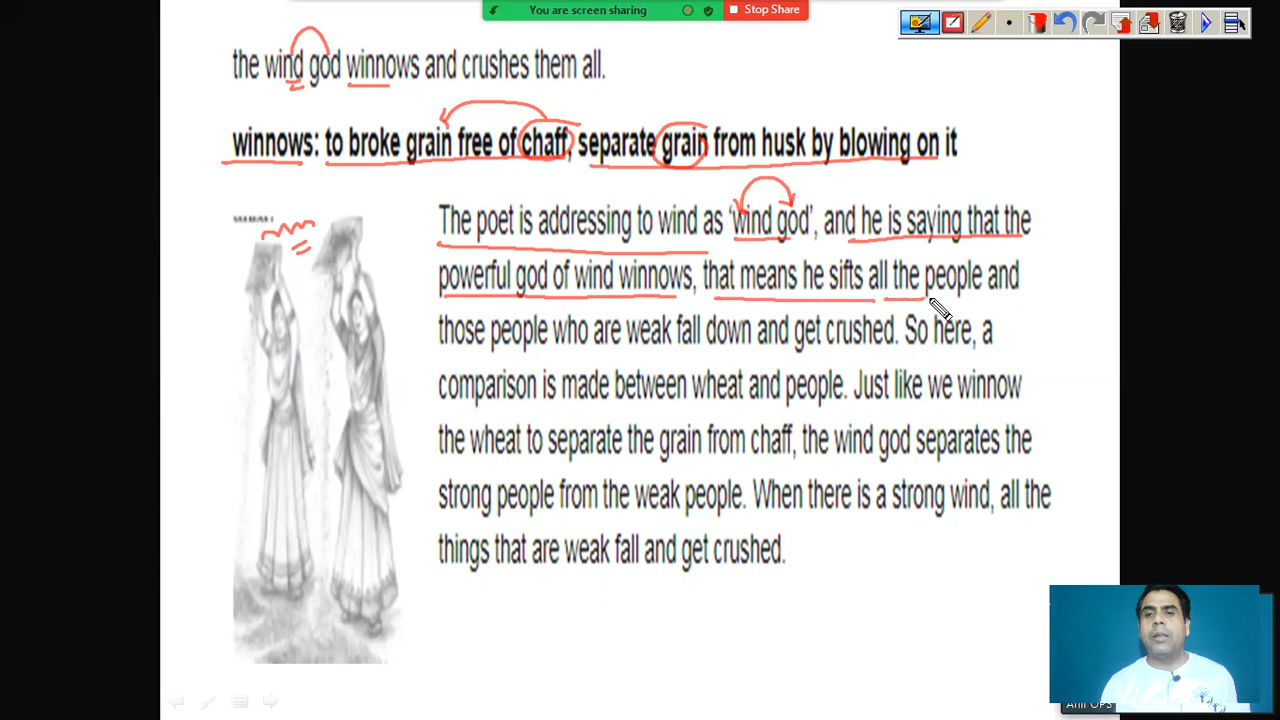 You are screen sharing
Stop Share
the wind god winnows and crushes them all.
winnows: to broke grain free of chaff, separate grain from husk by blowing on it
The poet is addressing to wind as ‘wind god’, and he is saying that the
powerful god of wind winnows, that means he sifts all the people and
those people who are weak fall down and get crushed. So here, a
comparison is made between wheat and people. Just like we winnow
the wheat to separate the grain from chaff, the wind god separates the
strong people from the weak people. When there is a strong wind, all the
things that are weak fall and get crushed.